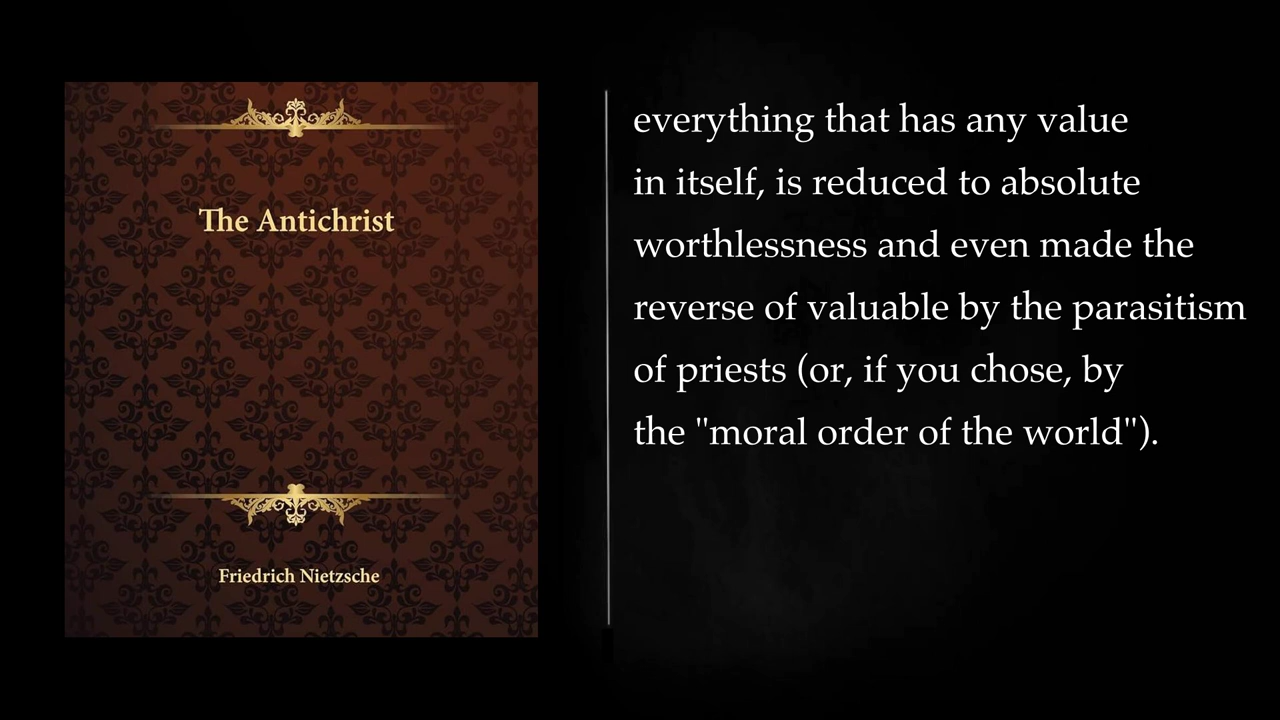 The Antichrist
Friedrich Nietzsche
everything that has any value
in itself, is reduced to absolute
worthlessness and even made the
reverse of valuable by the parasitism
of priests (or, if you chose, by
the "moral order of the world").